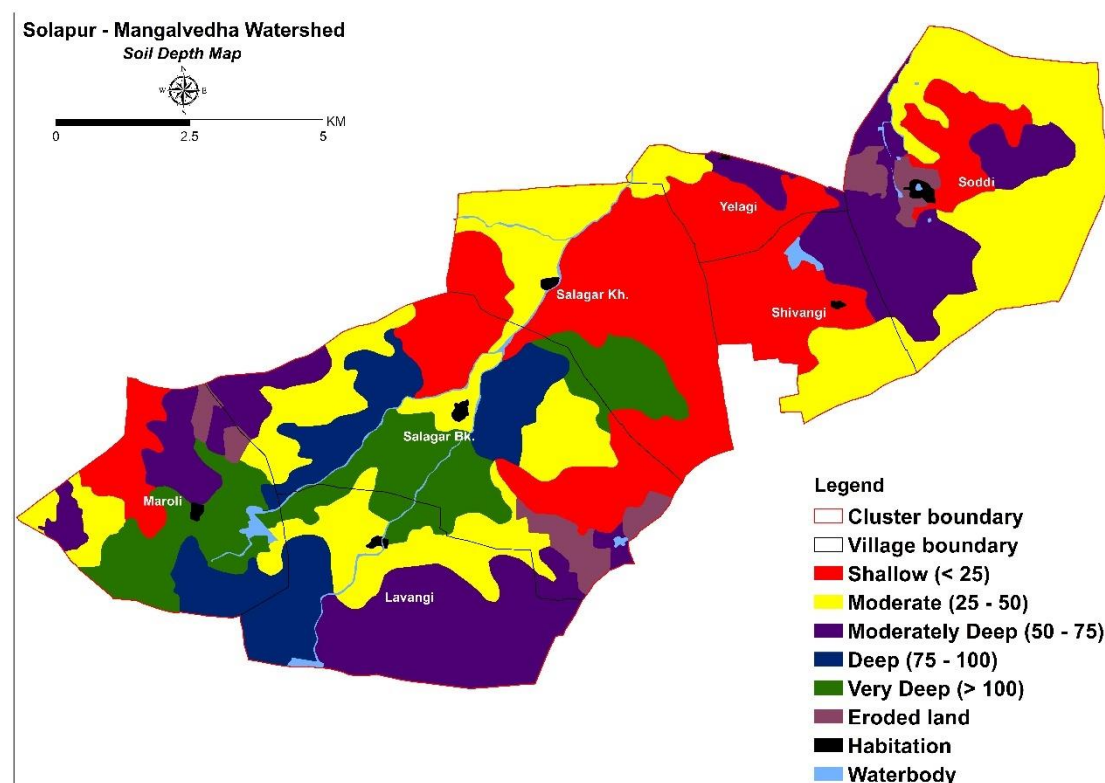 Solapur - Mangalvedha Watershed
Soil Depth Map
N
W
E
S
KM
0
2.5
5
Soddi
Yelagi
Salagar Kh.
Shivangi
Salagar Bk.
Maroli
Lavangi
Legend
Cluster boundary
Village boundary
Shallow (< 25)
Moderate (25 - 50)
Moderately Deep (50 - 75)
Deep (75 - 100)
Very Deep (> 100)
Eroded land
Habitation
Waterbody